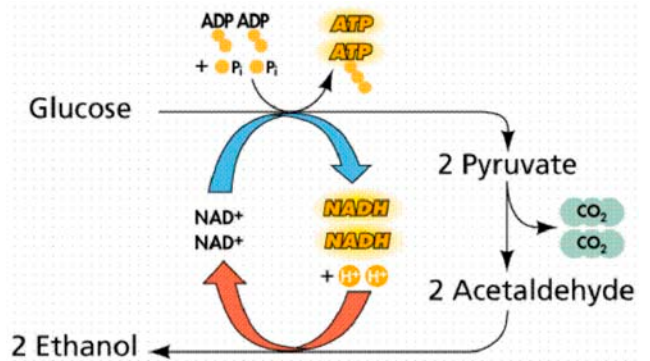 ADP ADP
ATP
ATP
+ Pi Pi
Glucose
2 Pyruvate
NAD+
NAD+
NADH
NADH
CO2
CO2
+ H+ H+
2 Acetaldehyde
2 Ethanol